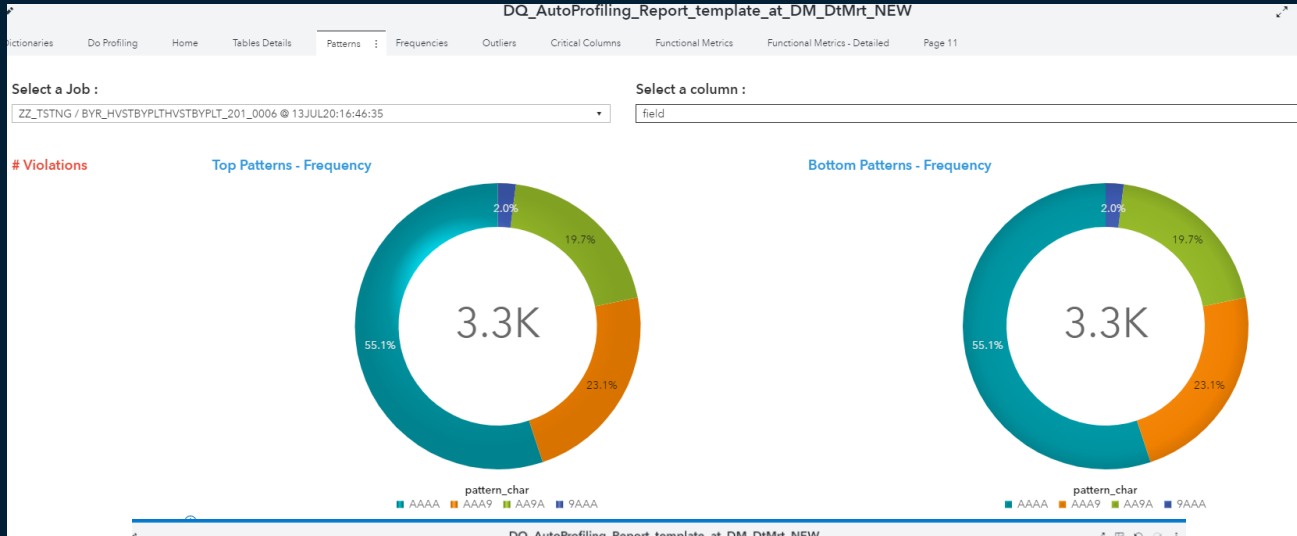 DQ_AutoProfiling_Report_template_at_DM_DtMrt_NEW
Dictionaries Do Profiling Home Tables Details Patterns Frequencies Outliers Critical Columns Functional Metrics Functional Metrics - Detailed Page 11
Select a Job : Select a column :
ZZ_TSTNG / BYR_HVSTBYPLTHVSTBYPLT_201_0006 @ 13JUL20:16:46:35 field
# Violations Top Patterns - Frequency Bottom Patterns - Frequency
2.0% 2.0%
19.7% 19.7%
3.3K 3.3K
55.1% 55.1%
23.1% 23.1%
pattern_char pattern_char
AAAA AAA9 AA9A 9AAA AAAA AAA9 AA9A 9AAA
DQ_AutoProfiling_Report_template_at_DM_DtMrt_NEW